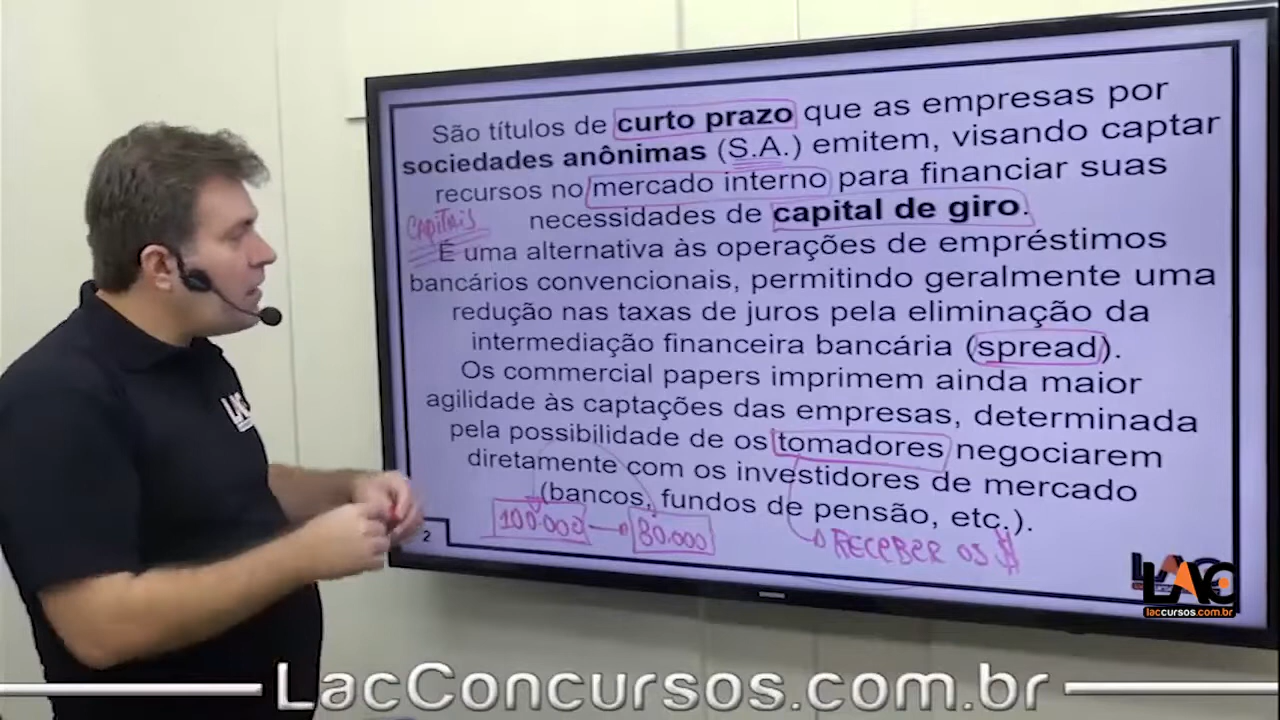 São títulos de curto prazo que as empresas por
sociedades anônimas (S.A.) emitem, visando captar
recursos no mercado interno para financiar suas
necessidades de capital de giro.
CAPITAIS
É uma alternativa às operações de empréstimos
bancários convencionais, permitindo geralmente uma
redução nas taxas de juros pela eliminação da
intermediação financeira bancária (spread).
Os commercial papers imprimem ainda maior
agilidade às captações das empresas, determinada
pela possibilidade de os tomadores negociarem
diretamente com os investidores de mercado
(bancos, fundos de pensão, etc.).
100.000 80.000
RECEBER OS $
2
LAC
laccursos.com.br
LAC
LacConcursos.com.br